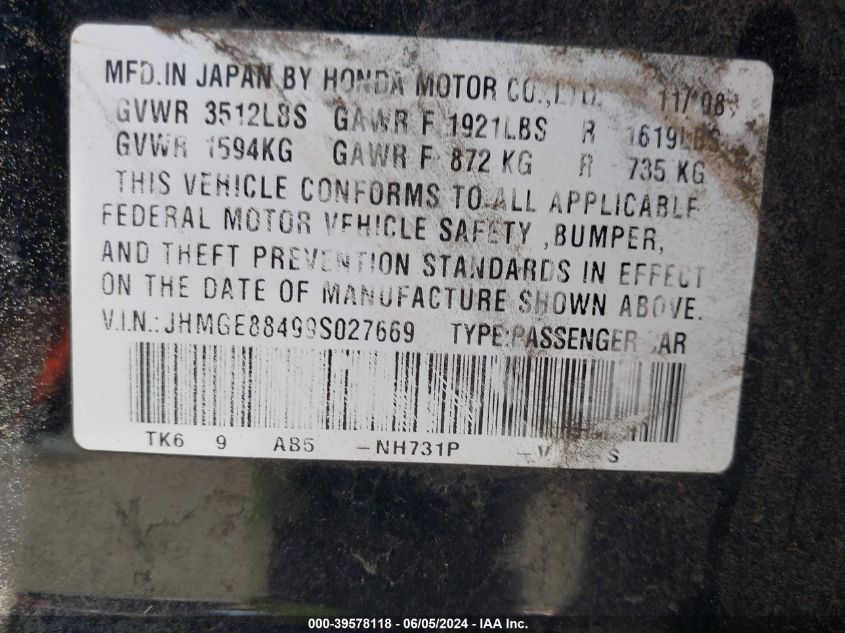 MFD.IN JAPAN BY HONDA MOTOR CO.,LTD. 11/08
GVWR 3512LBS GAWR F 1921LBS R 1619LBS
GVWR 1594KG GAWR F 872 KG R 735 KG
THIS VEHICLE CONFORMS TO ALL APPLICABLE
FEDERAL MOTOR VEHICLE SAFETY ,BUMPER,
AND THEFT PREVENTION STANDARDS IN EFFECT
ON THE DATE OF MANUFACTURE SHOWN ABOVE.
V.I.N.:JHMGE88499S027669 TYPE:PASSENGER CAR
TK6 9 AB5 -NH731P -V S
000-39578118 - 06/05/2024 - IAA Inc.